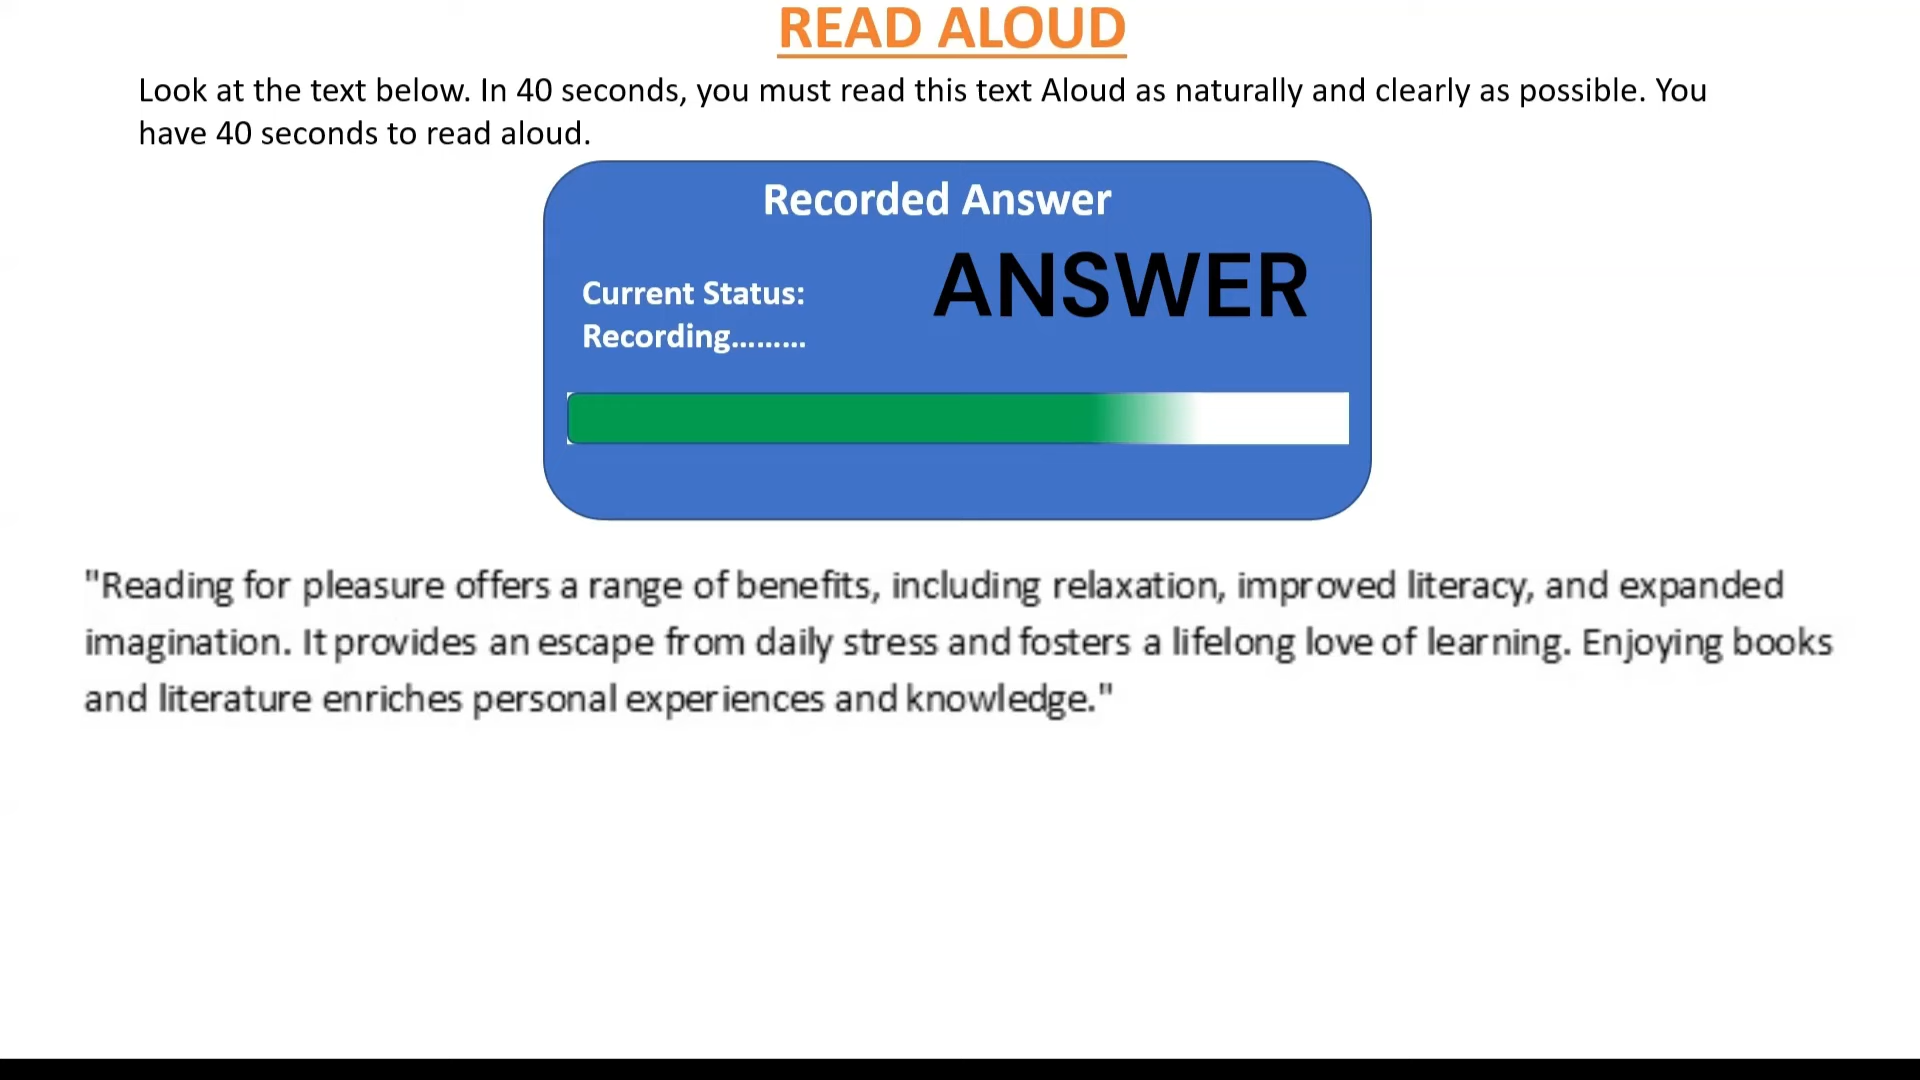 READ ALOUD
Look at the text below. In 40 seconds, you must read this text Aloud as naturally and clearly as possible. You
have 40 seconds to read aloud.
Recorded Answer
ANSWER
Current Status:
Recording.........
"Reading for pleasure offers a range of benefits, including relaxation, improved literacy, and expanded
imagination. It provides an escape from daily stress and fosters a lifelong love of learning. Enjoying books
and literature enriches personal experiences and knowledge."